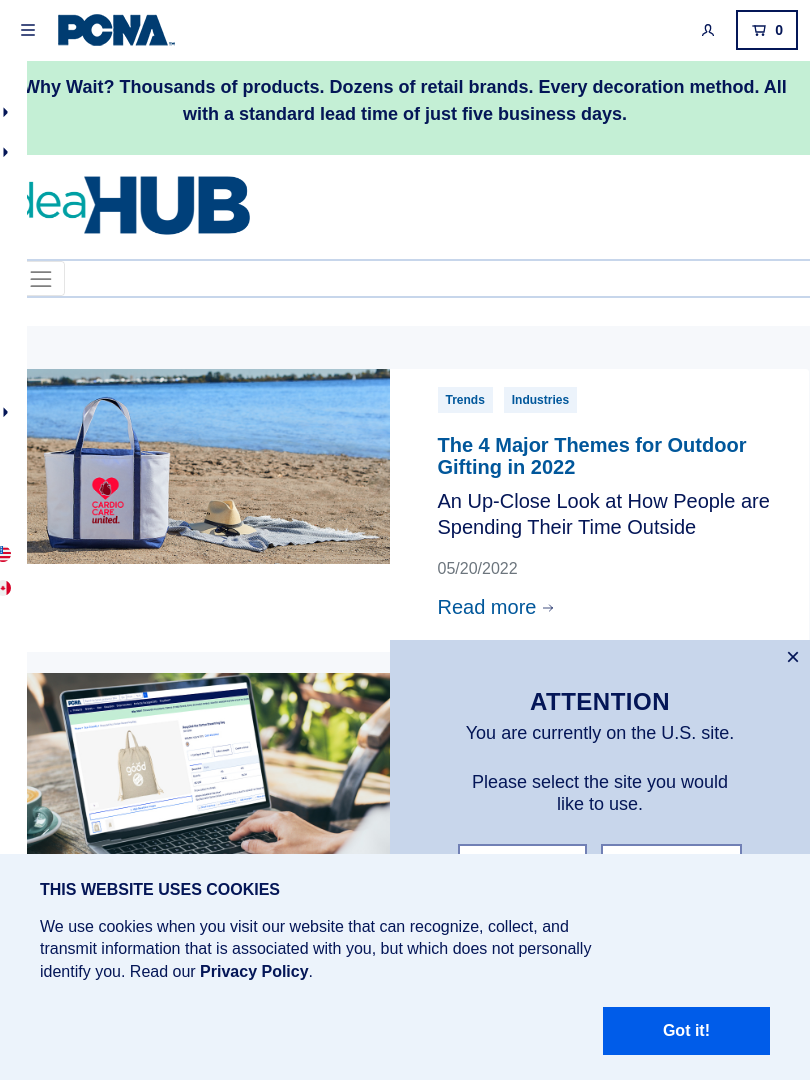 PCNA
0
Why Wait? Thousands of products. Dozens of retail brands. Every decoration method. All
with a standard lead time of just five business days.
deaHUB
Trends Industries
The 4 Major Themes for Outdoor
Gifting in 2022
An Up-Close Look at How People are
Spending Their Time Outside
05/20/2022
Read more
CARDIO
CARE
united.
ATTENTION
You are currently on the U.S. site.
Please select the site you would
like to use.
PCNA
good
THIS WEBSITE USES COOKIES
We use cookies when you visit our website that can recognize, collect, and
transmit information that is associated with you, but which does not personally
identify you. Read our Privacy Policy.
Got it!